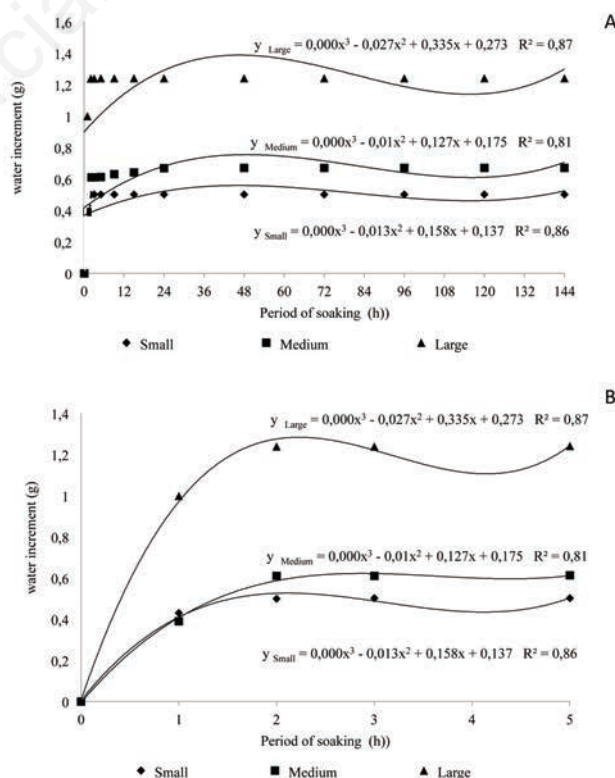 A
1,6
y Large = 0,000x³ - 0,027x² + 0,335x + 0,273 R² = 0,87
1,4
1,2
1
water increment (g)
0,8
y Medium = 0,000x³ - 0,01x² + 0,127x + 0,175 R² = 0,81
0,6
0,4
y Small = 0,000x³ - 0,013x² + 0,158x + 0,137 R² = 0,86
0,2
0
0 12 24 36 48 60 72 84 96 108 120 132 144
Period of soaking (h))
Small Medium Large
B
1,4
y Large = 0,000x³ - 0,027x² + 0,335x + 0,273 R² = 0,87
1,2
1
water increment (g)
0,8
y Medium = 0,000x³ - 0,01x² + 0,127x + 0,175 R² = 0,81
0,6
0,4
y Small = 0,000x³ - 0,013x² + 0,158x + 0,137 R² = 0,86
0,2
0
0 1 2 3 4 5
Period of soaking (h))
Small Medium Large